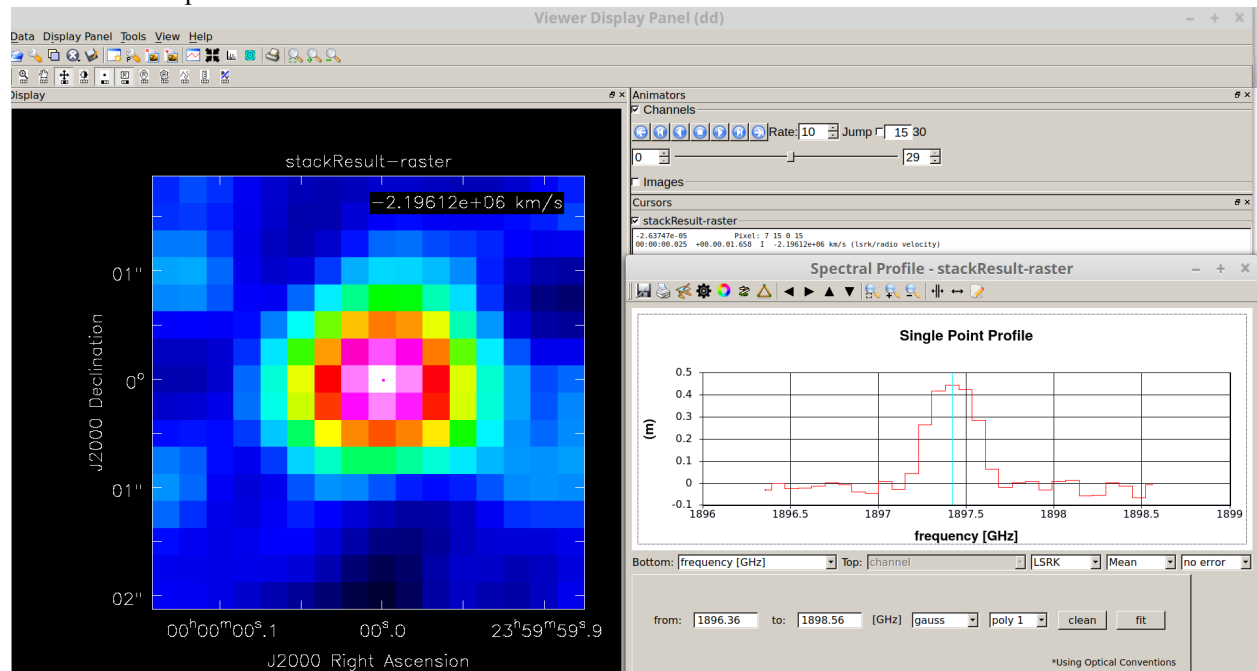 Viewer Display Panel (dd)
Data Display Panel Tools View Help
Display
Animators
Channels
Rate: 10 Jump 15 30
0 29
Images
Cursors
stackResult-raster
-2.63747e-05 Pixel: 7 15 0 15
00:00:00.025 +00.00.01.658 I -2.19612e+06 km/s (lsrk/radio velocity)
stackResult-raster
-2.19612e+06 km/s
01"
0°
01"
02"
J2000 Declination
00h00m00s.1 00s.0 23h59m59s.9
J2000 Right Ascension
Spectral Profile - stackResult-raster
Single Point Profile
0.5
0.4
0.3
0.2
0.1
0
-0.1
(m)
1896 1896.5 1897 1897.5 1898 1898.5 1899
frequency [GHz]
Bottom: frequency [GHz] Top: channel LSRK Mean no error
from: 1896.36 to: 1898.56 [GHz] gauss poly 1 clean fit
*Using Optical Conventions